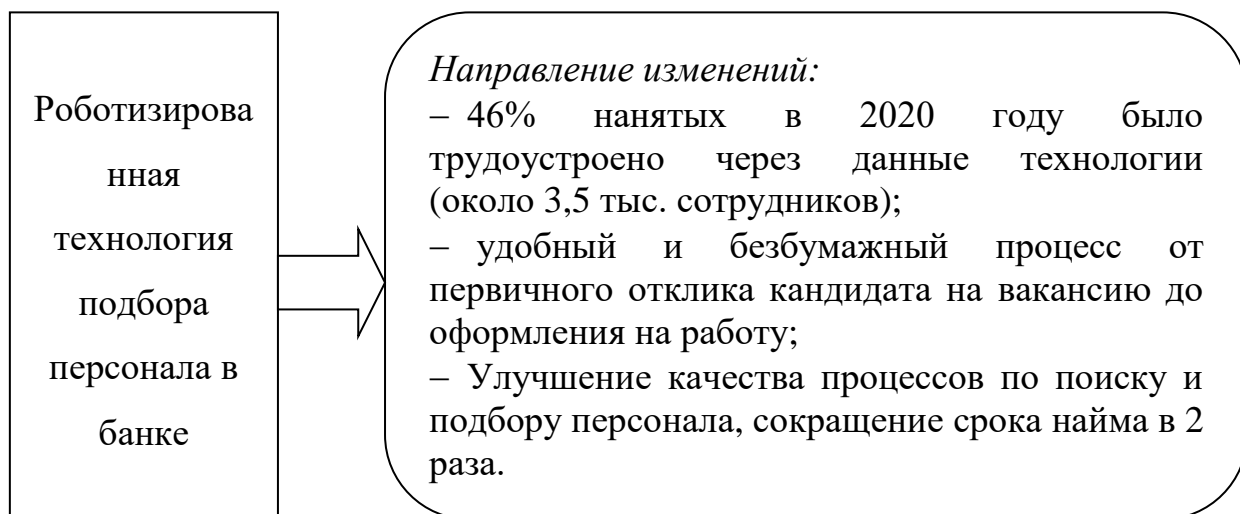 Роботизирова
нная
технология
подбора
персонала в
банке
Направление изменений:
– 46% нанятых в 2020 году было
трудоустроено через данные технологии
(около 3,5 тыс. сотрудников);
– удобный и безбумажный процесс от
первичного отклика кандидата на вакансию до
оформления на работу;
– Улучшение качества процессов по поиску и
подбору персонала, сокращение срока найма в 2
раза.